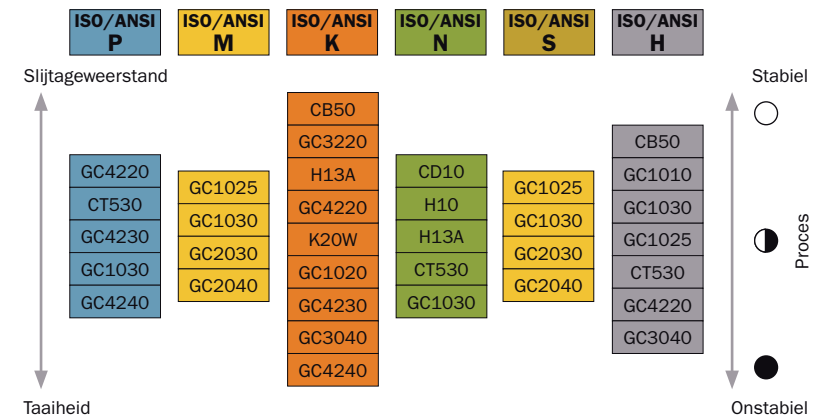 ISO/ANSI
P
ISO/ANSI
M
ISO/ANSI
K
ISO/ANSI
N
ISO/ANSI
S
ISO/ANSI
H
Slijtageweerstand
Stabiel
GC4220
CT530
GC4230
GC1030
GC4240
GC1025
GC1030
GC2030
GC2040
CB50
GC3220
H13A
GC4220
K20W
GC1020
GC4230
GC3040
GC4240
CD10
H10
H13A
CT530
GC1030
GC1025
GC1030
GC2030
GC2040
CB50
GC1010
GC1030
GC1025
CT530
GC4220
GC3040
Proces
Taaiheid
Onstabiel